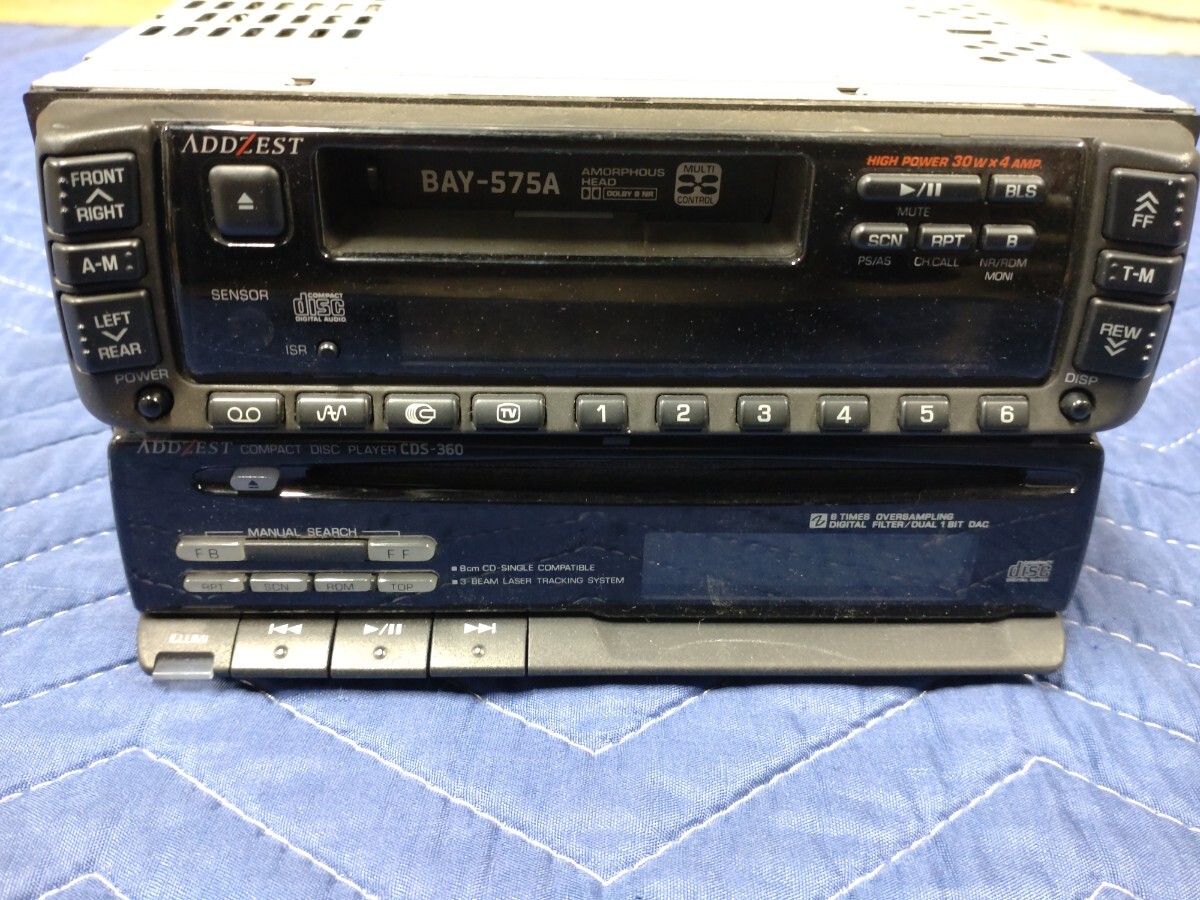 ADDZEST
HIGH POWER 30W×4 AMP.
FRONT
RIGHT
BAY-575A
AMORPHOUS
HEAD
DOLBY B NR
MULTI
CONTROL
BLS
FF
MUTE
A-M
SCN
RPT
B
T-M
PS/AS
CH.CALL
NR/RDM
MONI
SENSOR
COMPACT
disc
DIGITAL AUDIO
LEFT
REAR
ISR
REW
POWER
DISP
TV
1
2
3
4
5
6
ADDZEST COMPACT DISC PLAYER CDS-360
8 TIMES OVERSAMPLING
DIGITAL FILTER/DUAL 1 BIT DAC
MANUAL SEARCH
FB
FF
8cm CD-SINGLE COMPATIBLE
3-BEAM LASER TRACKING SYSTEM
disc
RPT
SCN
RDM
TOP
ILLUMI